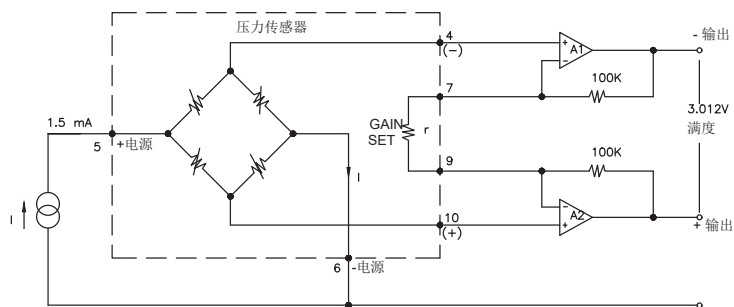 压力传感器
4
(−)
A1
- 输出
7
100K
1.5 mA
3.012V
满度
GAIN
SET
r
5
+电源
9
100K
I
I
A2
10
(+)
+ 输出
6
-电源